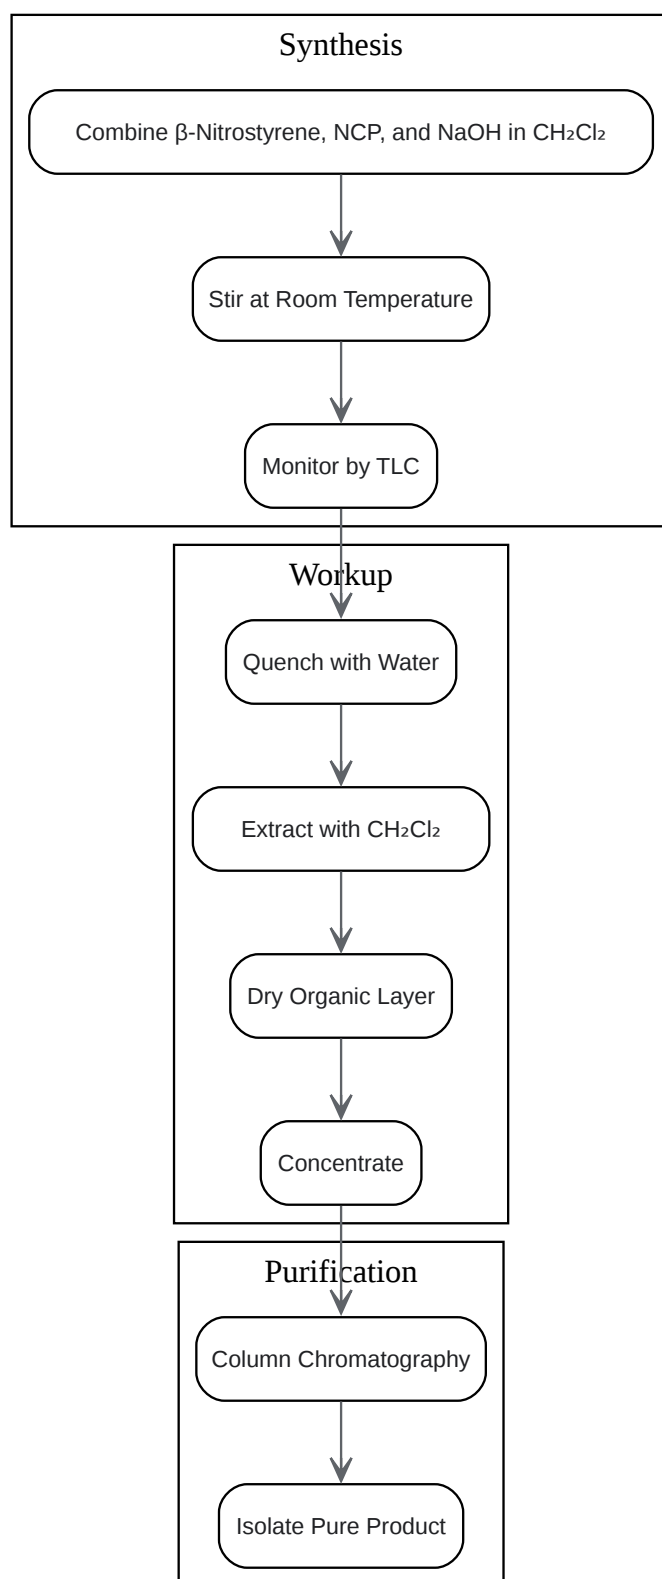 Synthesis
Combine β-Nitrostyrene, NCP, and NaOH in CH₂Cl₂
Stir at Room Temperature
Monitor by TLC
Workup
Quench with Water
Extract with CH₂Cl₂
Dry Organic Layer
Concentrate
Purification
Column Chromatography
Isolate Pure Product